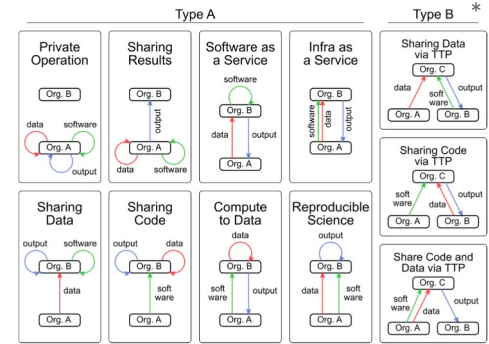 Type A
Type B
*
Private
Operation
Org. B
data
software
Org. A
output
Sharing
Results
Org. B
output
Org. A
data
software
Software as
a Service
software
Org. B
data
output
Org. A
Infra as
a Service
Org. B
software
data
output
Org. A
Sharing Data
via TTP
Org. C
data
soft
ware
output
Org. A
Org. B
Sharing
Data
output
software
Org. B
data
Org. A
Sharing
Code
output
data
Org. B
soft
ware
Org. A
Compute
to Data
data
Org. B
soft
ware
output
Org. A
Reproducible
Science
output
Org. B
data
soft
ware
Org. A
Sharing Code
via TTP
Org. C
soft
ware
data
output
Org. A
Org. B
Share Code and
Data via TTP
Org. C
soft
ware
data
output
Org. A
Org. B